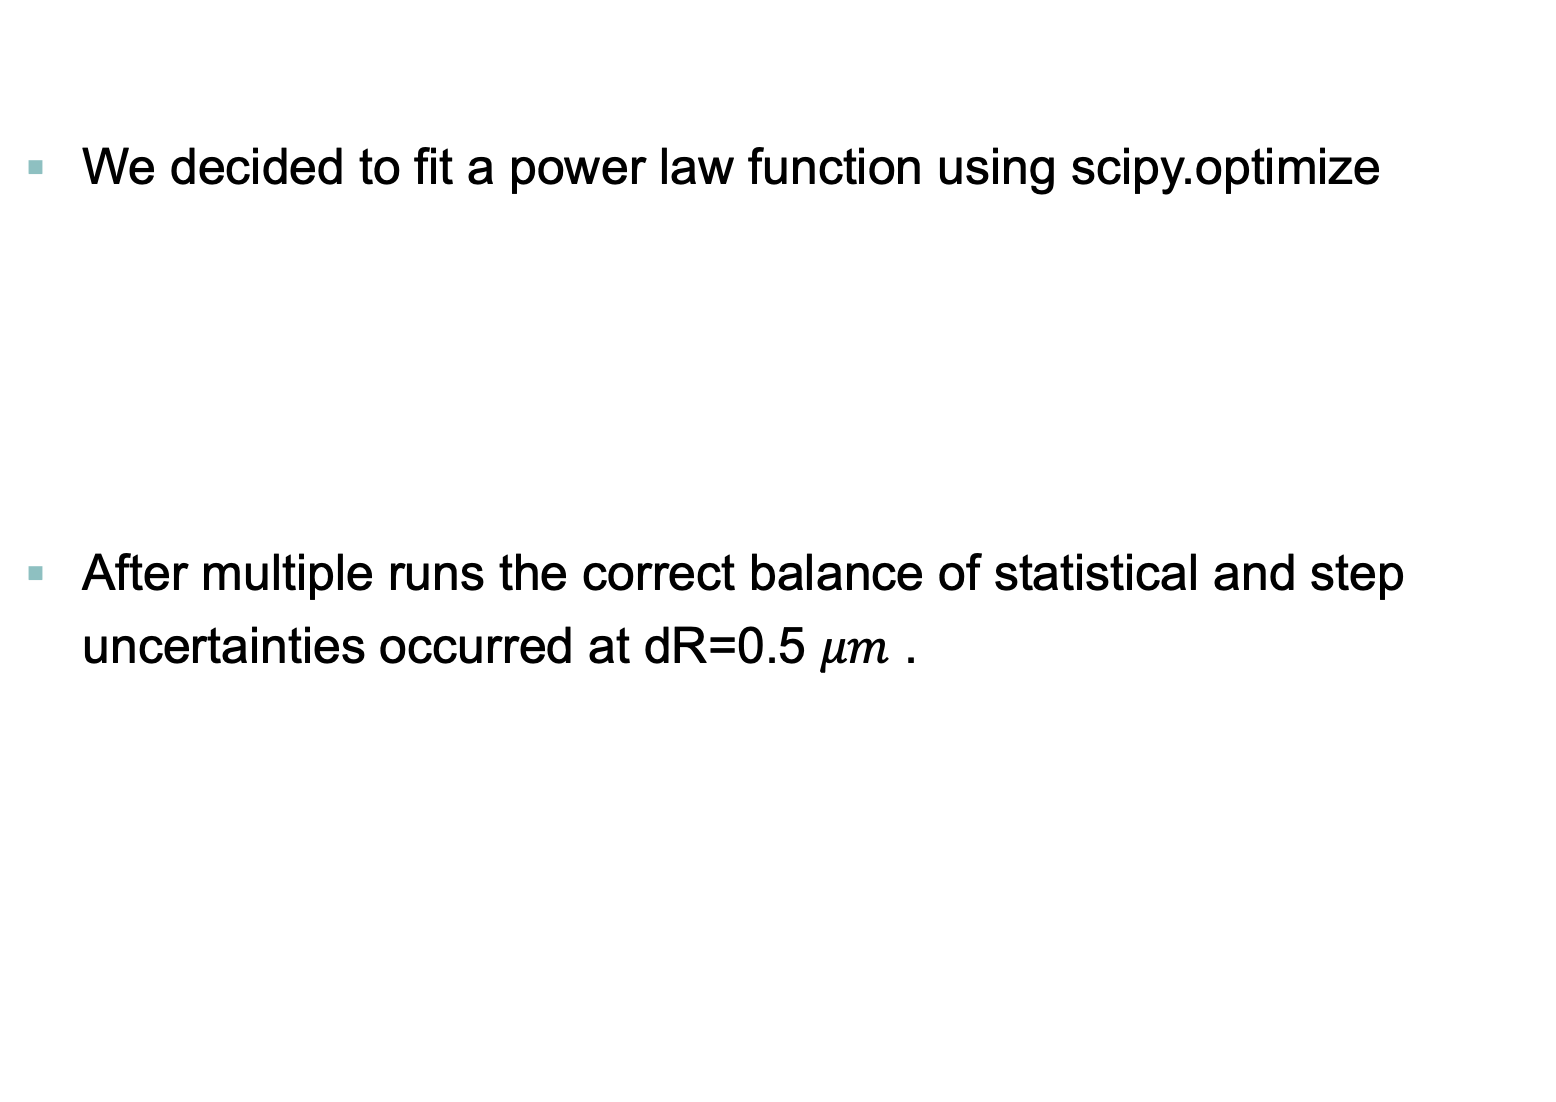 We decided to fit a power law function using scipy.optimize
After multiple runs the correct balance of statistical and step
uncertainties occurred at dR=0.5 𝜇𝑚 .